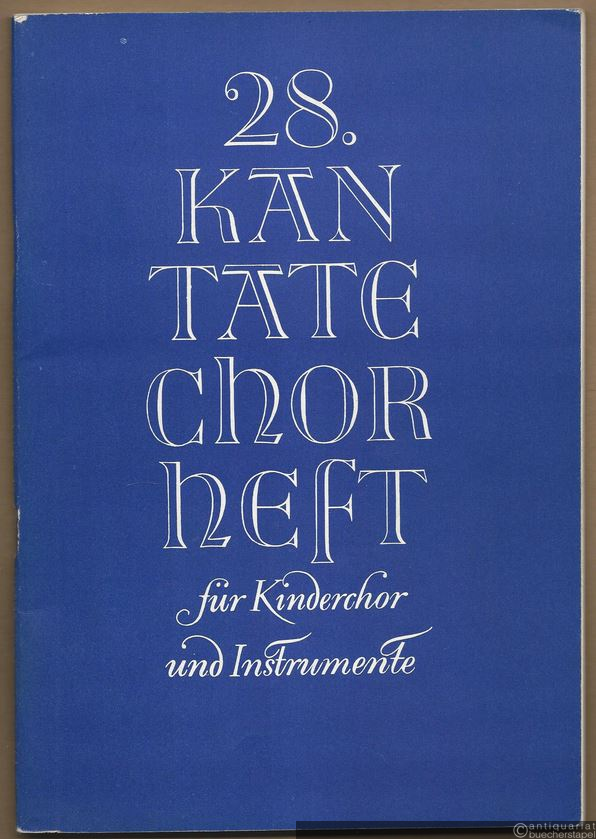 28.
KAN
TATE
ChOR
hEFT
für Kinderchor
und Instrumente
©antiquariat
buecherstapel